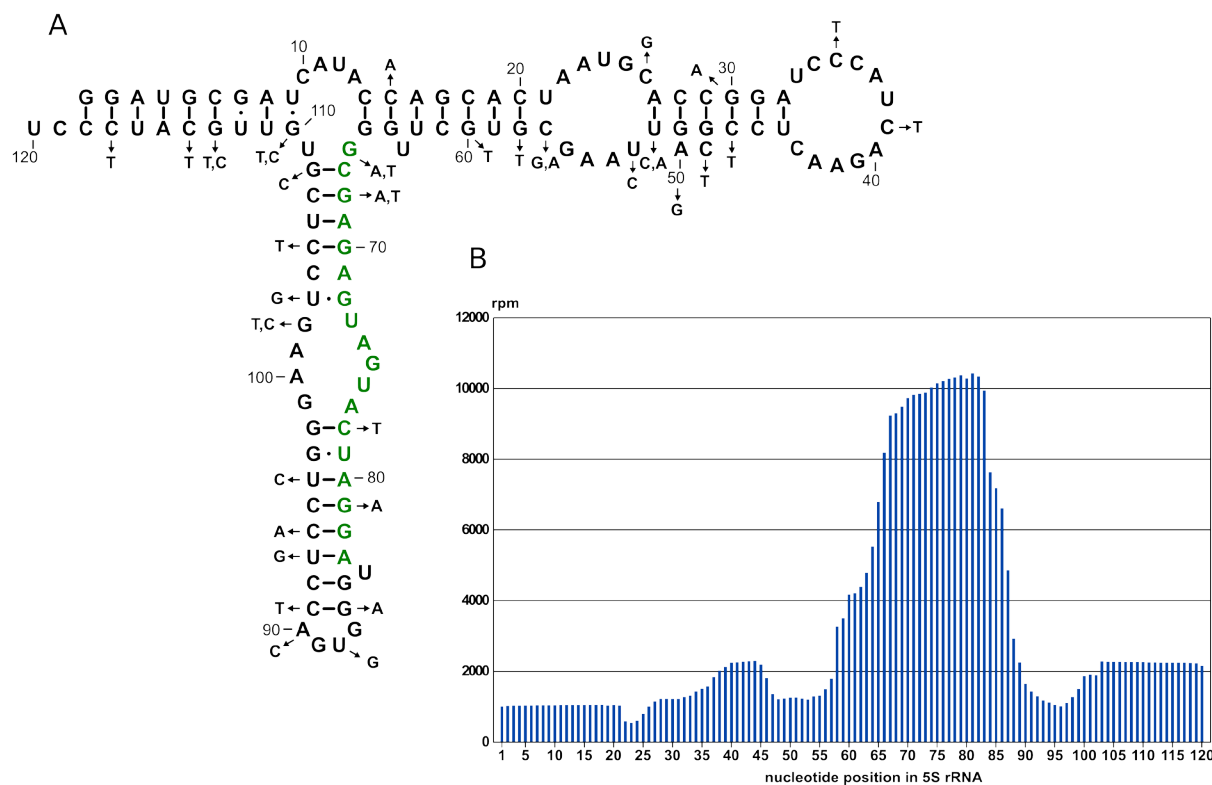 A
T
G
10 A U A 20 A A U G A 30 U C C C
G G A U G C G A U C A C C A G C A C U C A C C G G A A U
U C C C U A C G U U G G G U C G U G C U G G C C U C T
120 110
U G U 60 G A A U A C C A A G A
T T T,C T,C T T G,A C,A C T T 50 40
C G C A,T C G
C G A,T
U A
T C G 70
C A
G U G
T,C G U
A A
100 A G
G U
A
G C T
G U
C U A 80
C G A
A C G
G U A
C G U
T C G A
90 A G
C G U G
B
rpm
12000
10000
8000
6000
4000
2000
0
1 5 10 15 20 25 30 35 40 45 50 55 60 65 70 75 80 85 90 95 100 105 110 115 120
nucleotide position in 5S rRNA